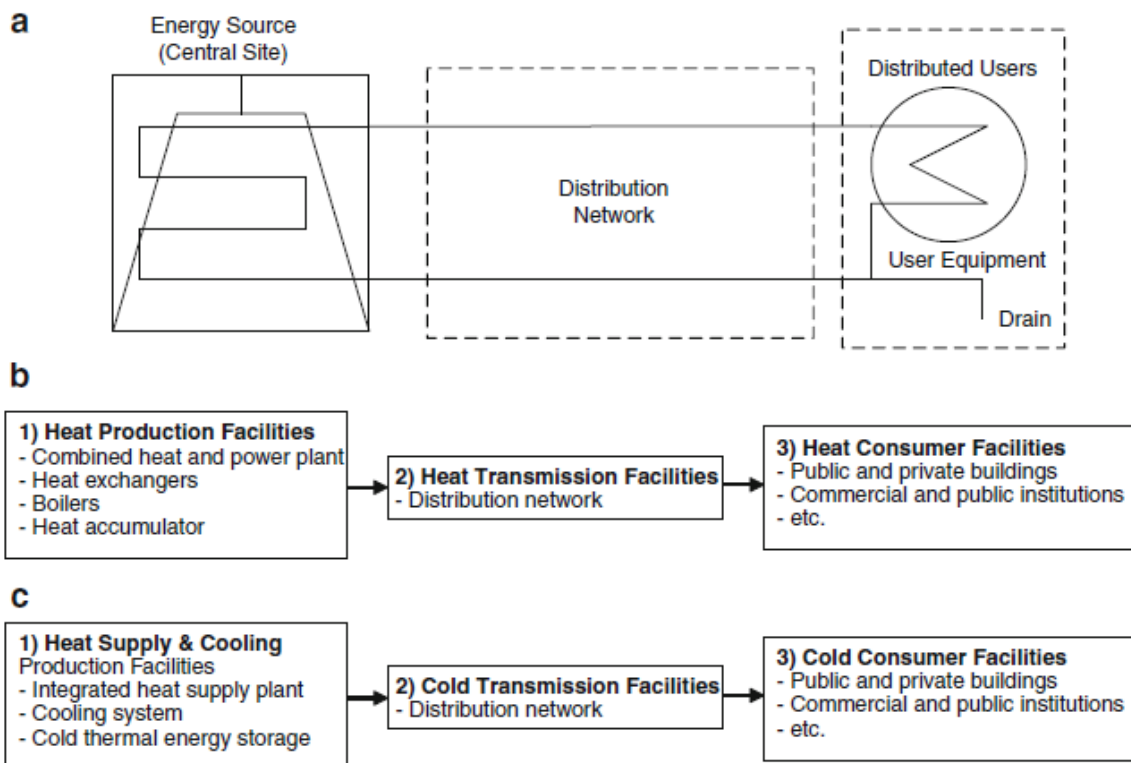 a
Energy Source
(Central Site)
Distribution
Network
Distributed Users
User Equipment
Drain
b
1) Heat Production Facilities
- Combined heat and power plant
- Heat exchangers
- Boilers
- Heat accumulator
2) Heat Transmission Facilities
- Distribution network
3) Heat Consumer Facilities
- Public and private buildings
- Commercial and public institutions
- etc.
c
1) Heat Supply & Cooling
Production Facilities
- Integrated heat supply plant
- Cooling system
- Cold thermal energy storage
2) Cold Transmission Facilities
- Distribution network
3) Cold Consumer Facilities
- Public and private buildings
- Commercial and public institutions
- etc.